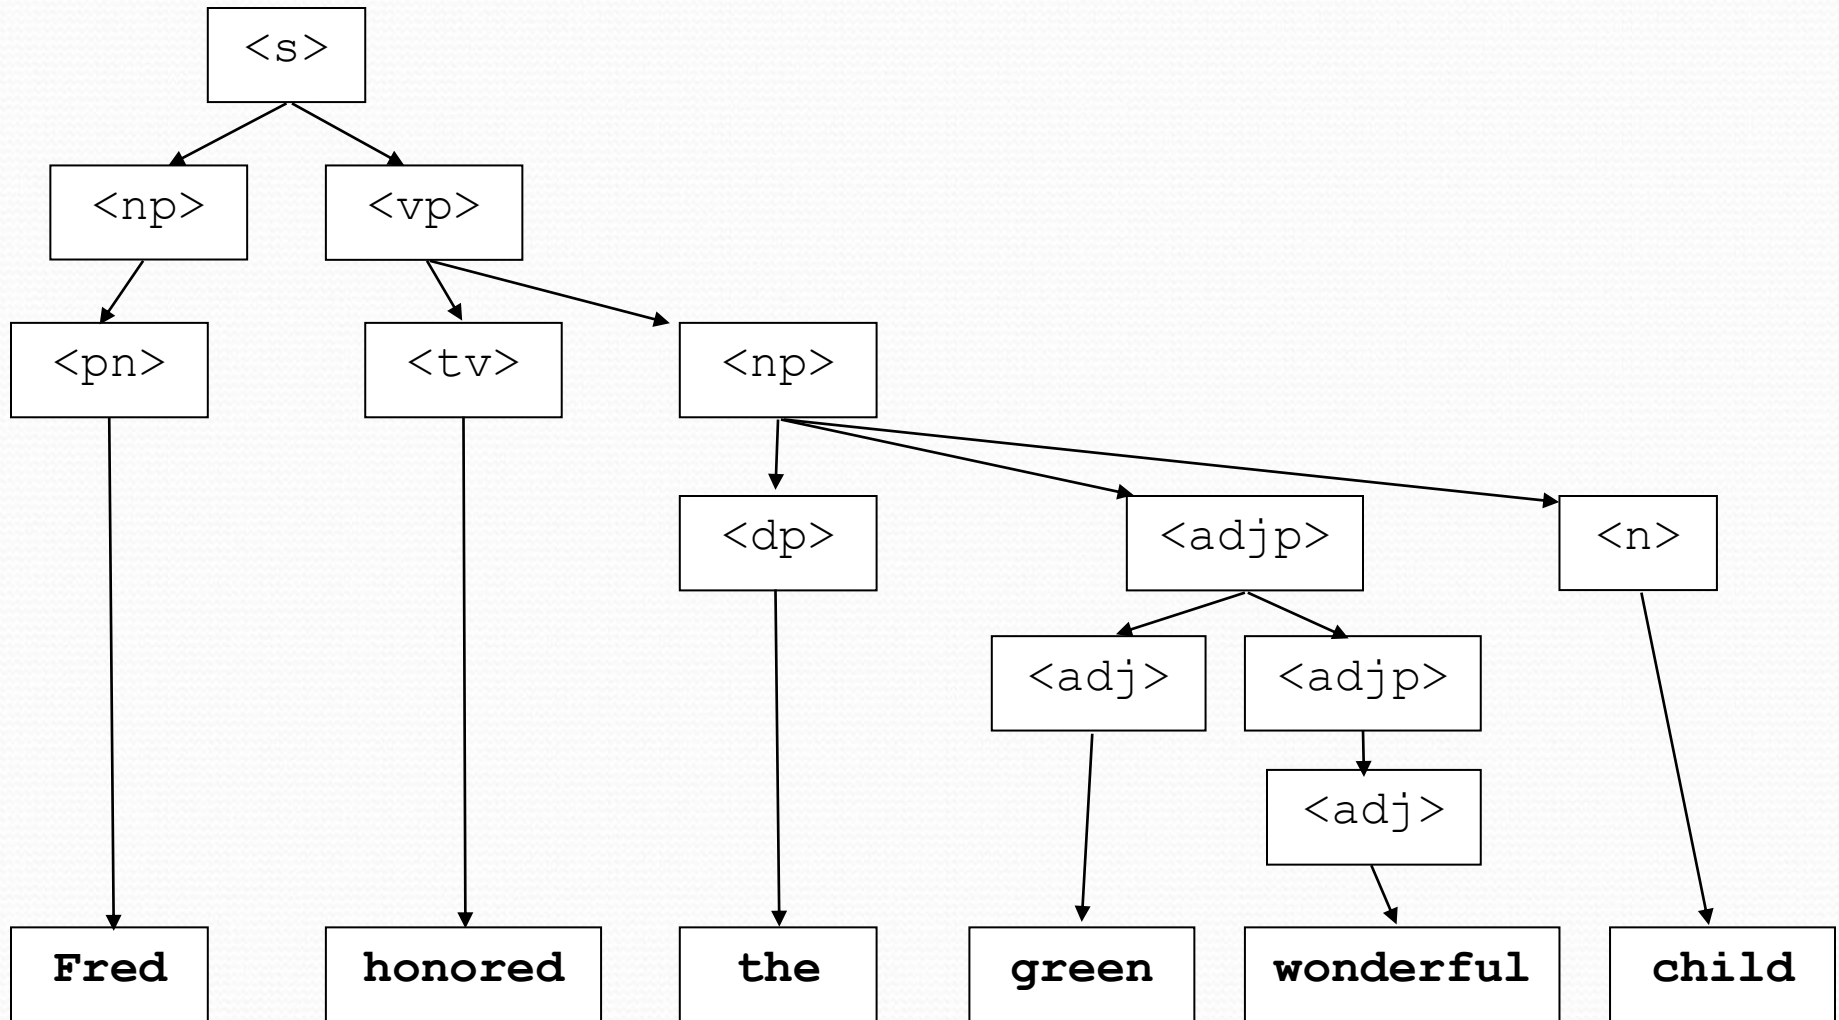 <s>
<np> <vp>
<pn> <tv> <np>
<dp> <adjp> <n>
<adj> <adjp>
<adj>
Fred honored the green wonderful child